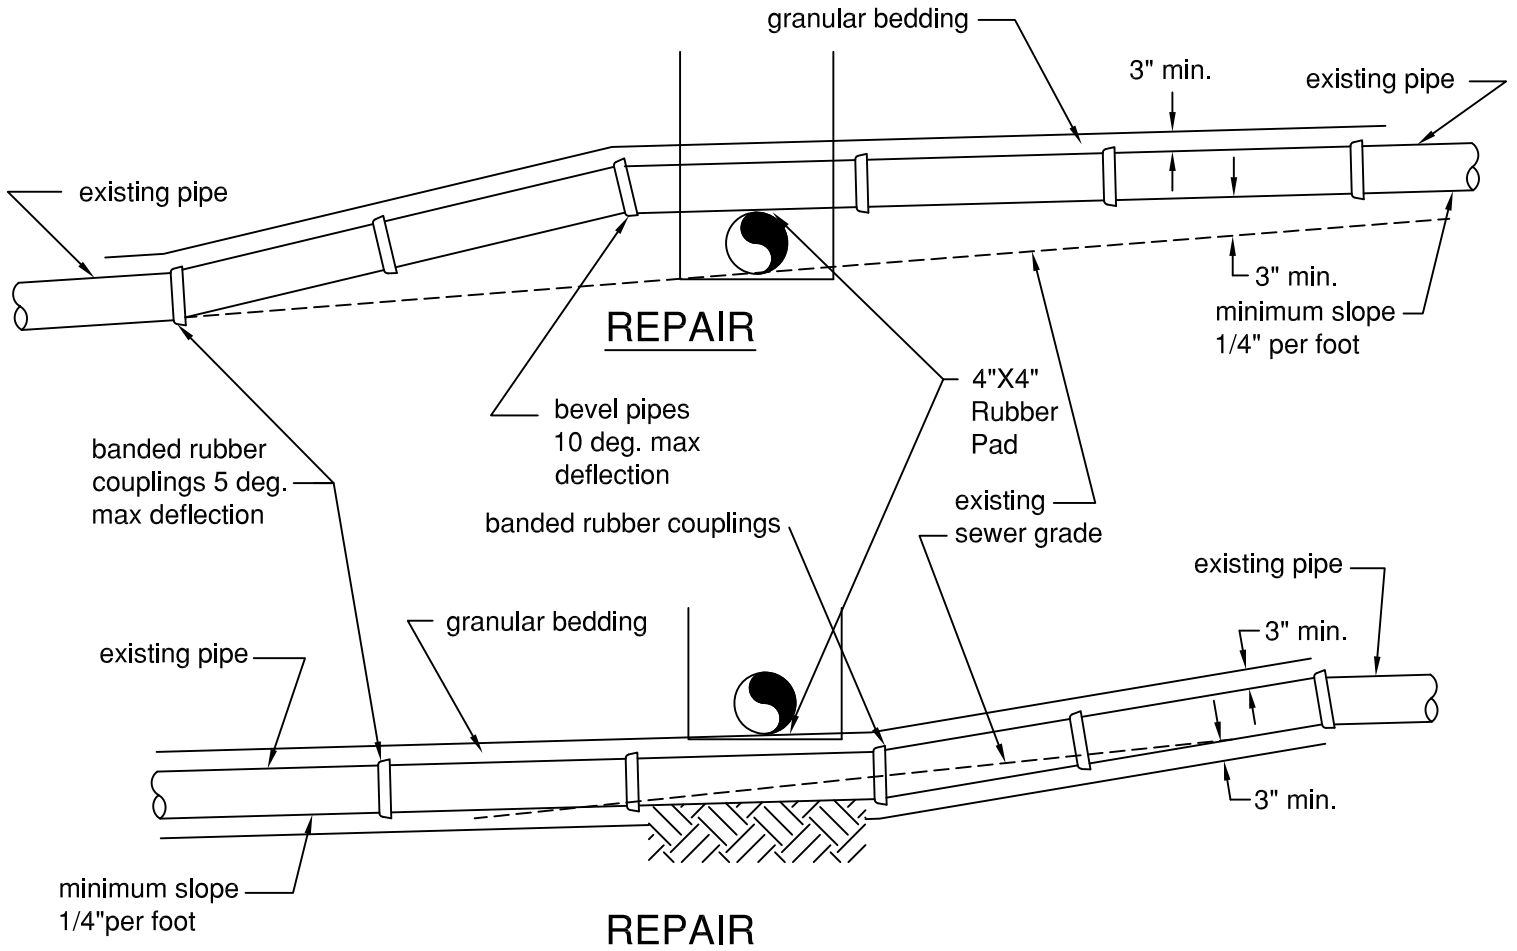 granular bedding
3" min.
existing pipe
existing pipe
3" min.
minimum slope
1/4" per foot
REPAIR
4"X4"
Rubber
Pad
bevel pipes
10 deg. max
deflection
banded rubber
couplings 5 deg.
max deflection
existing
sewer grade
banded rubber couplings
existing pipe
granular bedding
3" min.
existing pipe
3" min.
minimum slope
1/4"per foot
REPAIR